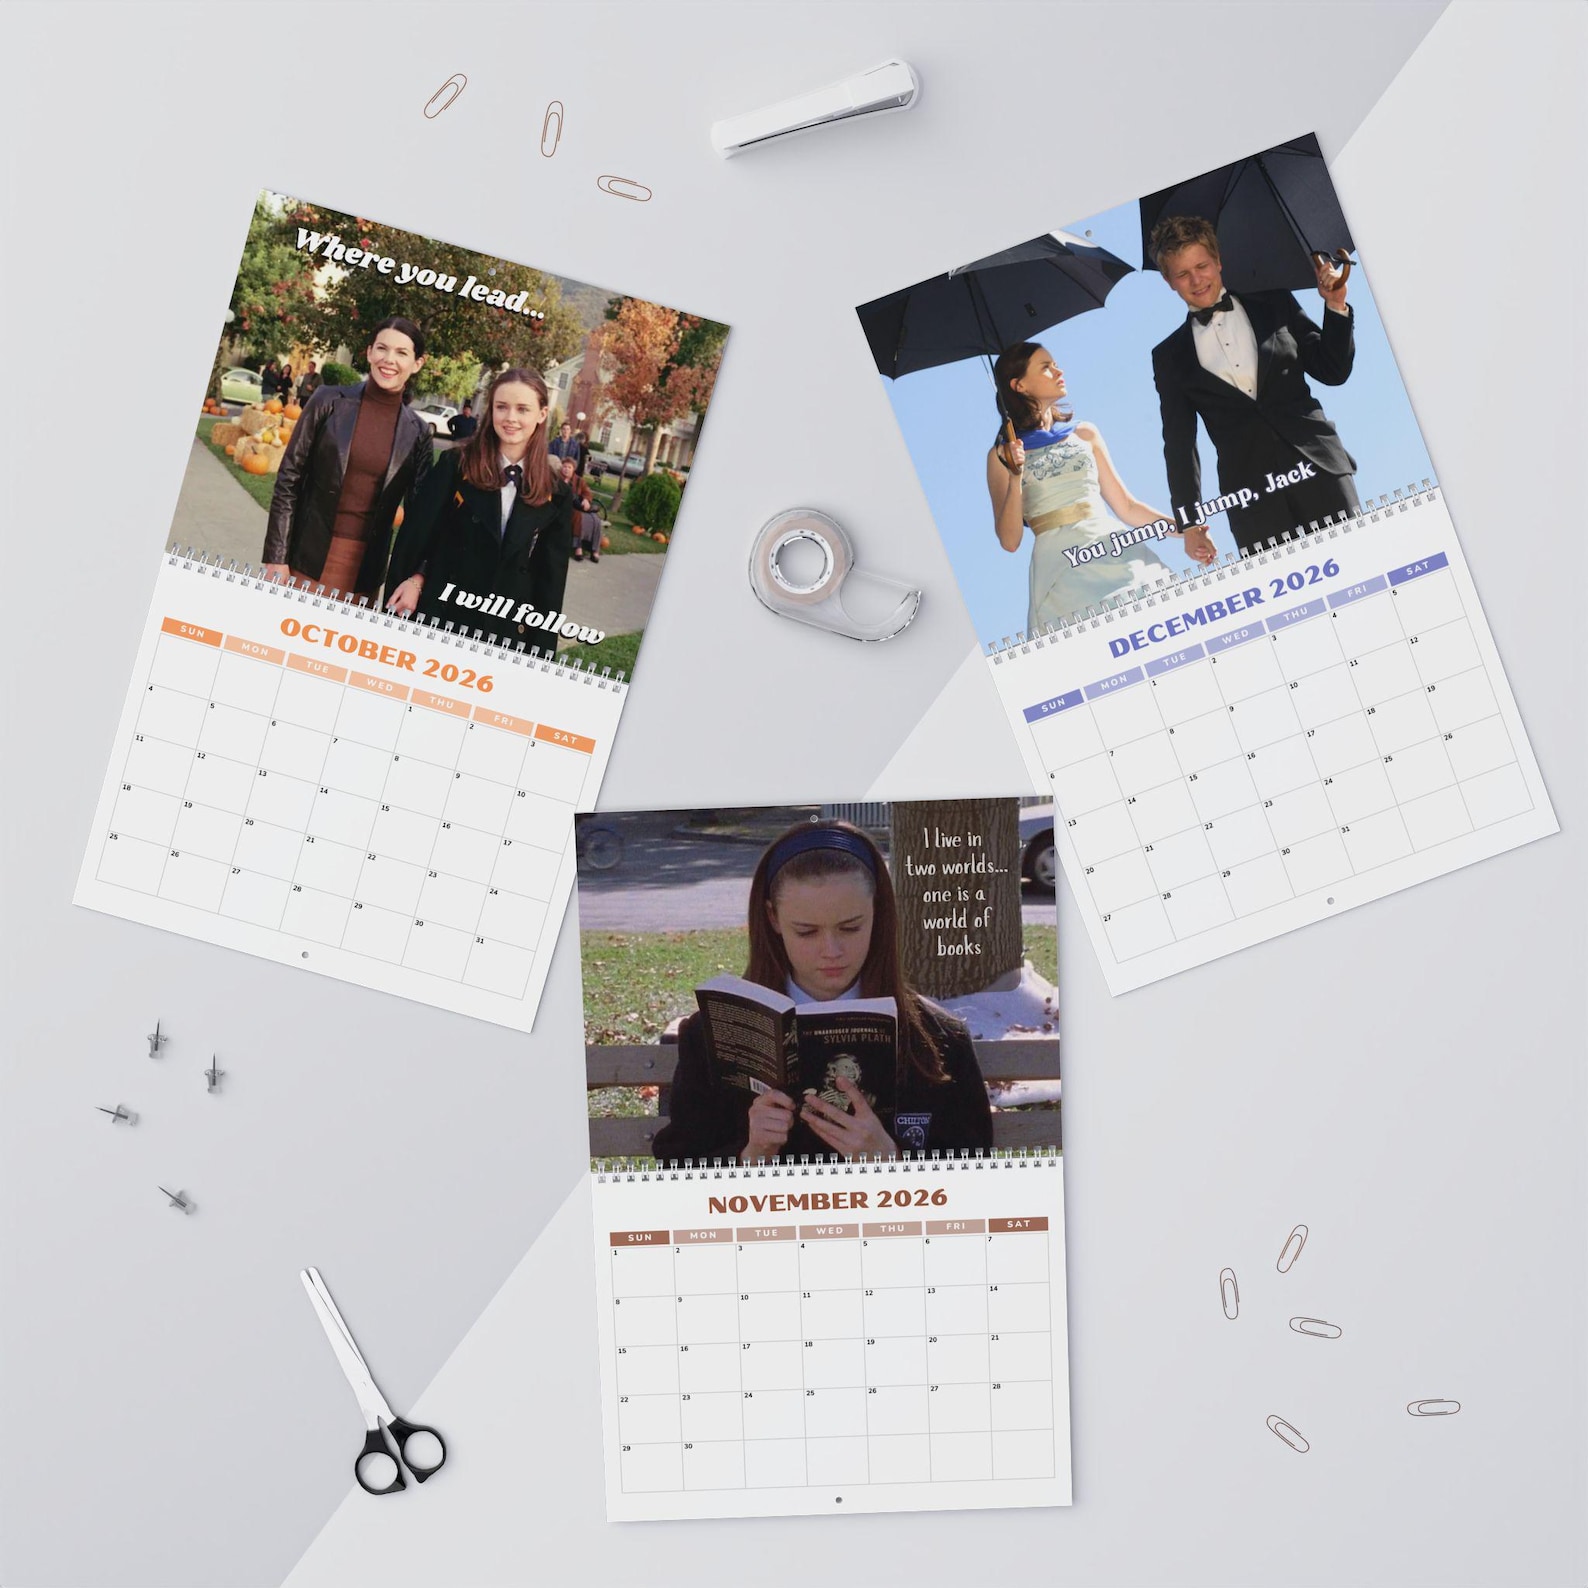 Where you lead...
I will follow
OCTOBER 2026
SUN MON TUE WED THU FRI SAT
1 2 3
4 5 6 7 8 9 10
11 12 13 14 15 16 17
18 19 20 21 22 23 24
25 26 27 28 29 30 31
You jump, I jump, Jack
DECEMBER 2026
SUN MON TUE WED THU FRI SAT
1 2 3 4 5
6 7 8 9 10 11 12
13 14 15 16 17 18 19
20 21 22 23 24 25 26
27 28 29 30 31
I live in
two worlds...
one is a
world of
books
THE UNABRIDGED JOURNALS OF
SYLVIA PLATH
CHILTON
NOVEMBER 2026
SUN MON TUE WED THU FRI SAT
1 2 3 4 5 6 7
8 9 10 11 12 13 14
15 16 17 18 19 20 21
22 23 24 25 26 27 28
29 30